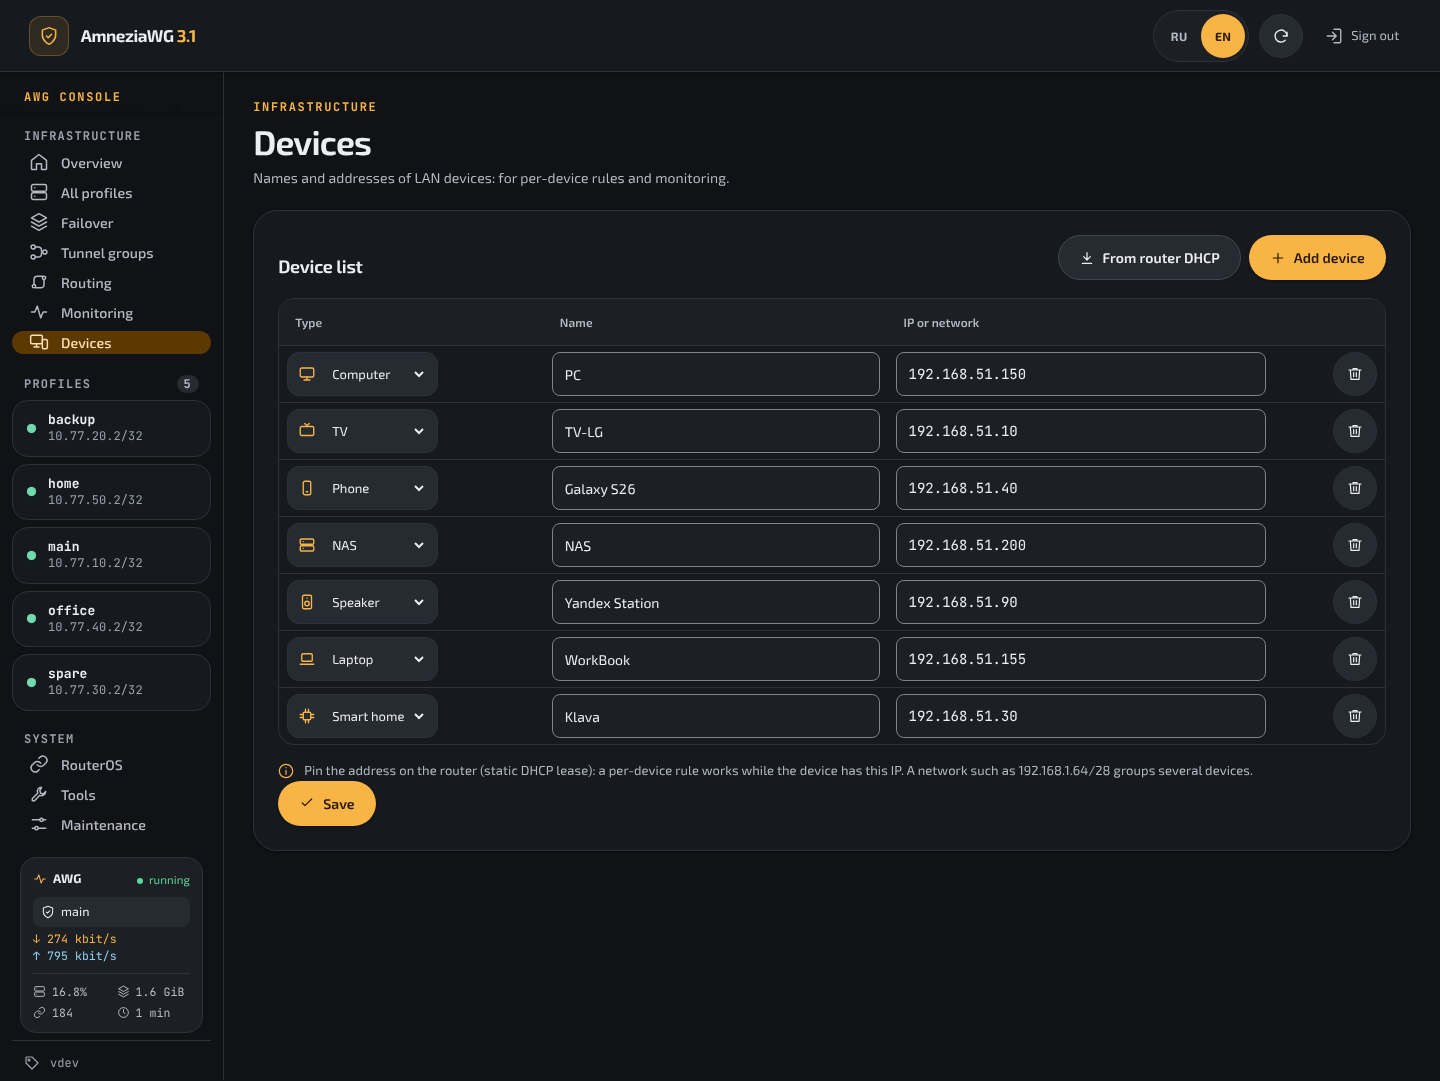 AmneziaWG 3.1
RU EN
Sign out
AWG CONSOLE
INFRASTRUCTURE
Overview
All profiles
Failover
Tunnel groups
Routing
Monitoring
Devices
PROFILES 5
backup
10.77.20.2/32
home
10.77.50.2/32
main
10.77.10.2/32
office
10.77.40.2/32
spare
10.77.30.2/32
SYSTEM
RouterOS
Tools
Maintenance
AWG running
main
↓ 274 kbit/s
↑ 795 kbit/s
16.8% 1.6 GiB
184 1 min
vdev
INFRASTRUCTURE
Devices
Names and addresses of LAN devices: for per-device rules and monitoring.
Device list
From router DHCP
+ Add device
Type Name IP or network
Computer PC 192.168.51.150
TV TV-LG 192.168.51.10
Phone Galaxy S26 192.168.51.40
NAS NAS 192.168.51.200
Speaker Yandex Station 192.168.51.90
Laptop WorkBook 192.168.51.155
Smart home Klava 192.168.51.30
Pin the address on the router (static DHCP lease): a per-device rule works while the device has this IP. A network such as 192.168.1.64/28 groups several devices.
Save